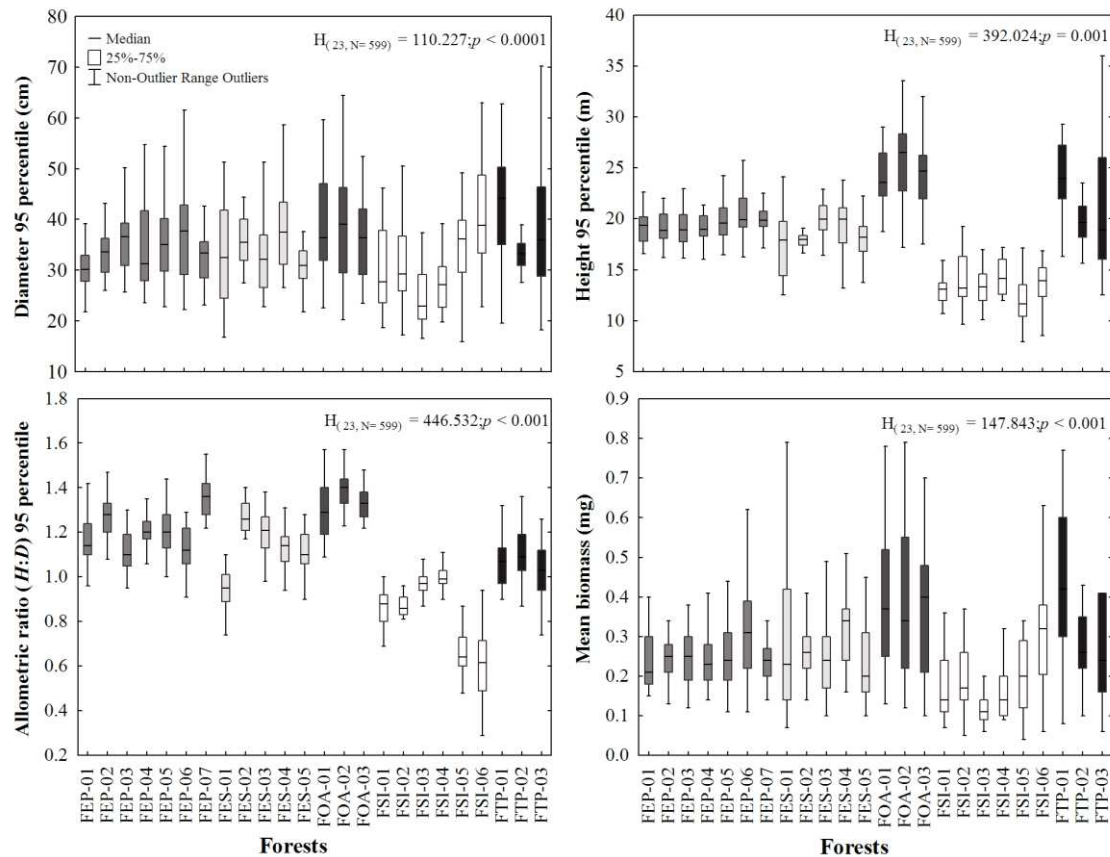 80
70
60
50
40
30
20
10
Diameter 95 percentile (cm)
Median
25%-75%
Non-Outlier Range Outliers
H( 23, N= 599) = 110.227;p < 0.0001
40
35
30
25
20
15
10
5
Height 95 percentile (m)
H( 23, N= 599) = 392.024;p = 0.001
1.8
1.6
1.4
1.2
1.0
0.8
0.6
0.4
0.2
Allometric ratio (H:D) 95 percentile
H( 23, N= 599) = 446.532;p < 0.001
FEP-01
FEP-02
FEP-03
FEP-04
FEP-05
FEP-06
FEP-07
FES-01
FES-02
FES-03
FES-04
FES-05
FOA-01
FOA-02
FOA-03
FSI-01
FSI-02
FSI-03
FSI-04
FSI-05
FSI-06
FTP-01
FTP-02
FTP-03
Forests
0.9
0.8
0.7
0.6
0.5
0.4
0.3
0.2
0.1
0.0
Mean biomass (mg)
H( 23, N= 599) = 147.843;p < 0.001
FEP-01
FEP-02
FEP-03
FEP-04
FEP-05
FEP-06
FEP-07
FES-01
FES-02
FES-03
FES-04
FES-05
FOA-01
FOA-02
FOA-03
FSI-01
FSI-02
FSI-03
FSI-04
FSI-05
FSI-06
FTP-01
FTP-02
FTP-03
Forests